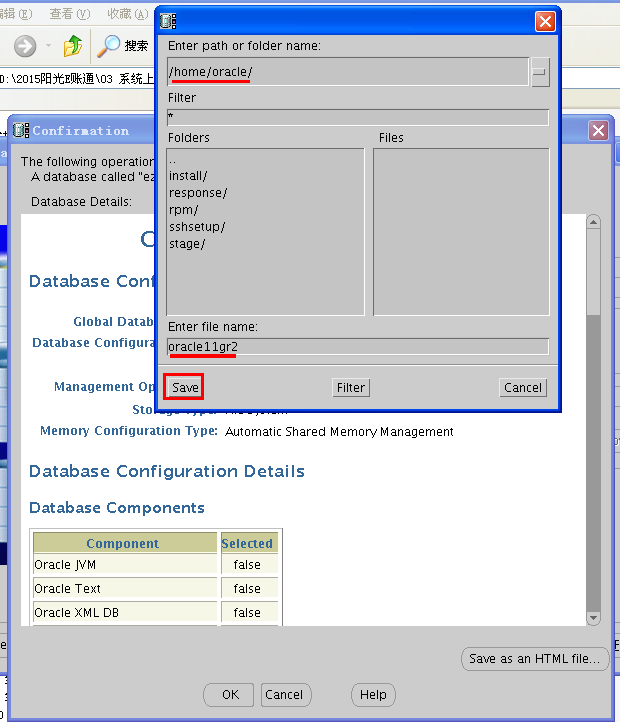 编辑(E) 查看(V) 收藏(A)
搜索
D:\2015阳光E账通\03 系统上
Enter path or folder name:
/home/oracle/
Filter
*
Folders Files
..
install/
response/
rpm/
sshsetup/
stage/
Enter file name:
oracle11gr2
Save Filter Cancel
Confirmation
The following operation
A database called "ez
Database Details:
Database Conf
Global Datab
Database Configura
Management Op
Memory Configuration Type: Automatic Shared Memory Management
Database Configuration Details
Database Components
Component Selected
Oracle JVM false
Oracle Text false
Oracle XML DB false
Save as an HTML file...
OK Cancel Help